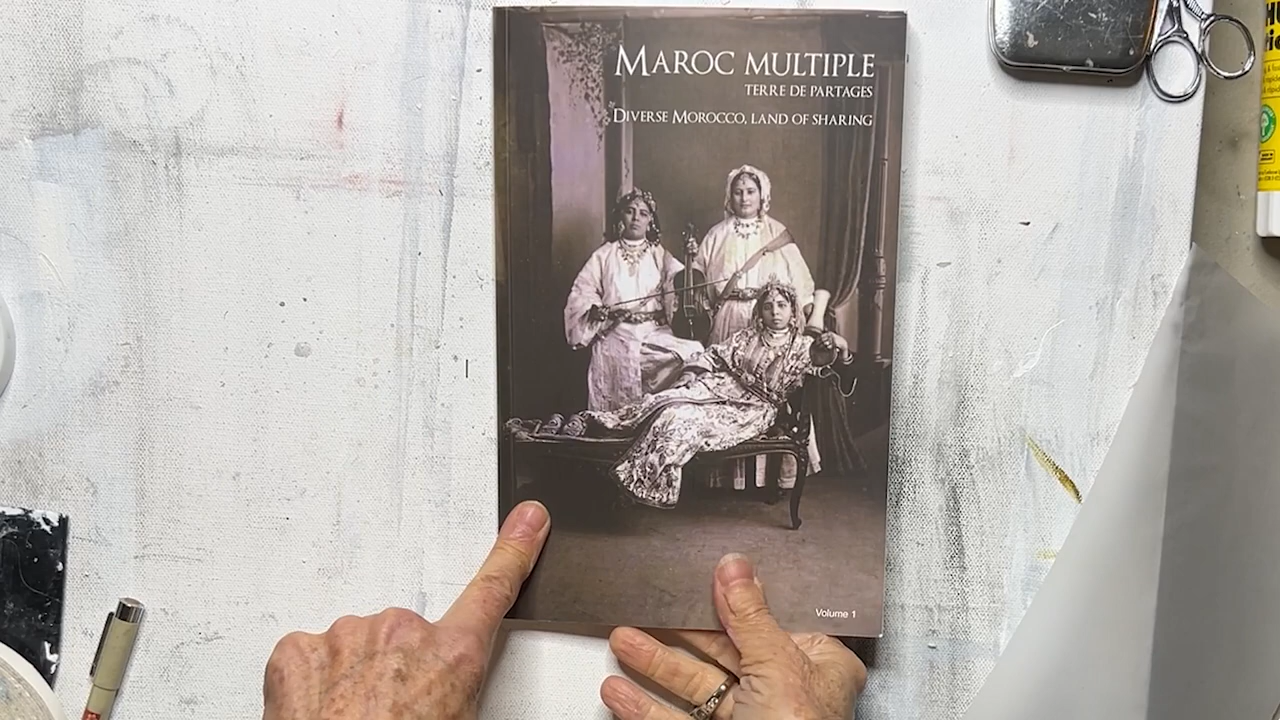 MAROC MULTIPLE
TERRE DE PARTAGES
DIVERSE MOROCCO, LAND OF SHARING
Volume 1